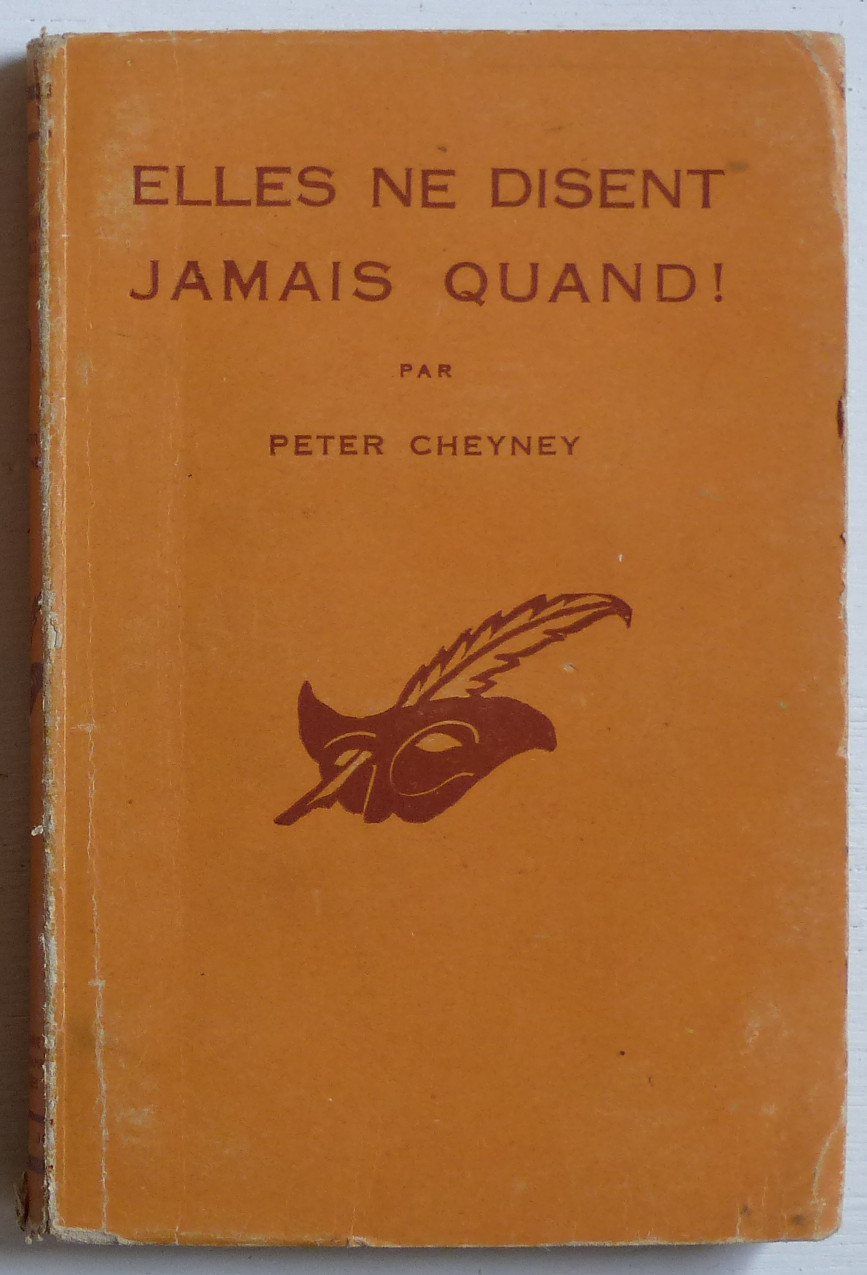 ELLES NE DISENT
JAMAIS QUAND!
PAR
PETER CHEYNEY